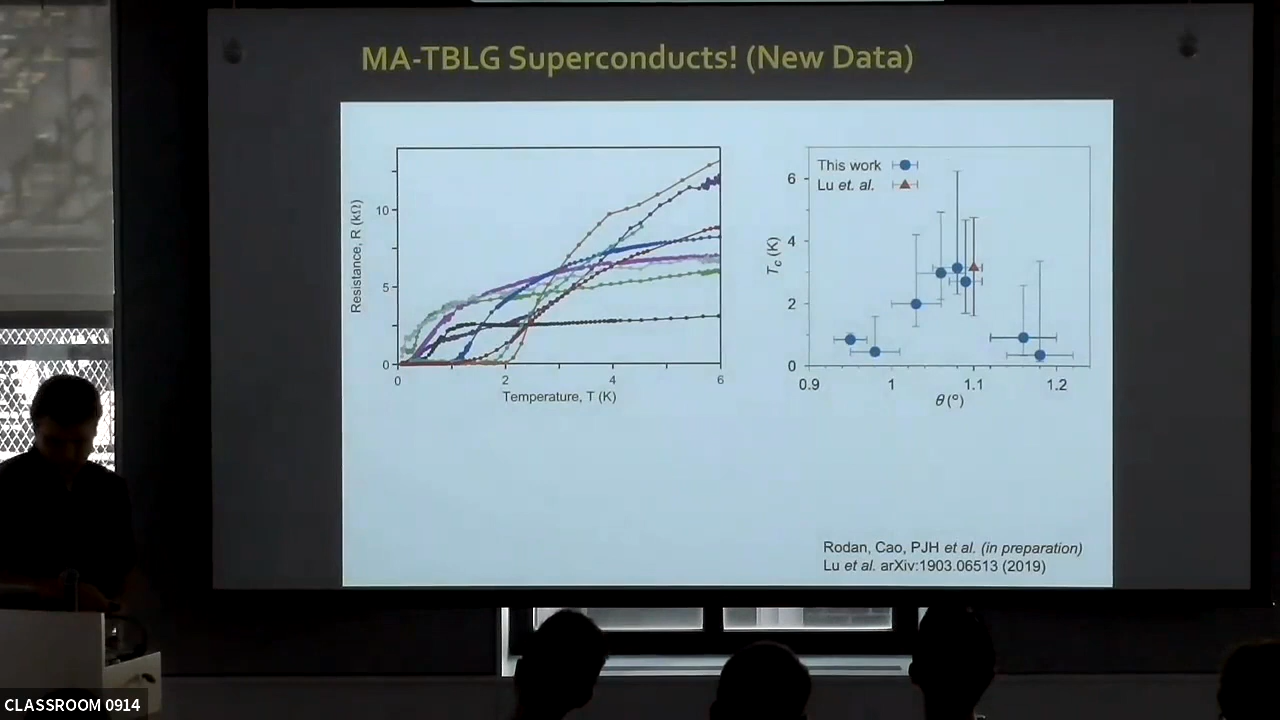 MA-TBLG Superconducts! (New Data)
Resistance, R (kΩ)
10
5
0
0
2
4
6
Temperature, T (K)
This work
Lu et. al.
Tc (K)
6
4
2
0
0.9
1
1.1
1.2
θ (°)
Rodan, Cao, PJH et al. (in preparation)
Lu et al. arXiv:1903.06513 (2019)
CLASSROOM 0914